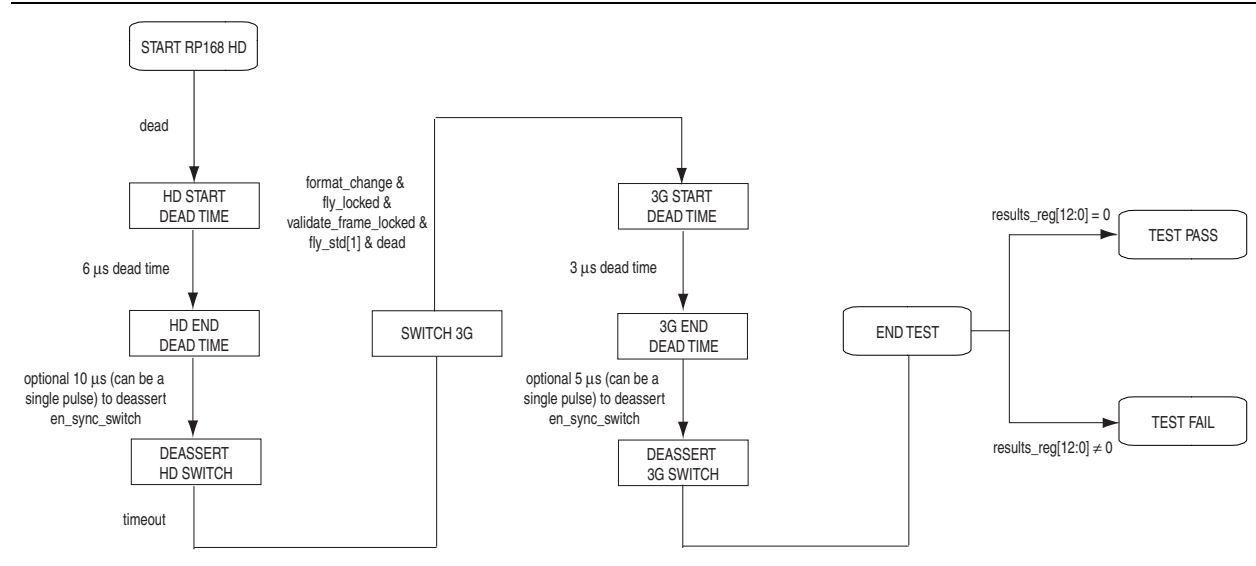 START RP168 HD
dead
HD START
DEAD TIME
6 μs dead time
HD END
DEAD TIME
optional 10 μs (can be a
single pulse) to deassert
en_sync_switch
DEASSERT
HD SWITCH
timeout
format_change &
fly_locked &
validate_frame_locked &
fly_std[1] & dead
SWITCH 3G
3G START
DEAD TIME
3 μs dead time
3G END
DEAD TIME
optional 5 μs (can be a
single pulse) to deassert
en_sync_switch
DEASSERT
3G SWITCH
END TEST
results_reg[12:0] = 0
TEST PASS
TEST FAIL
results_reg[12:0] ≠ 0